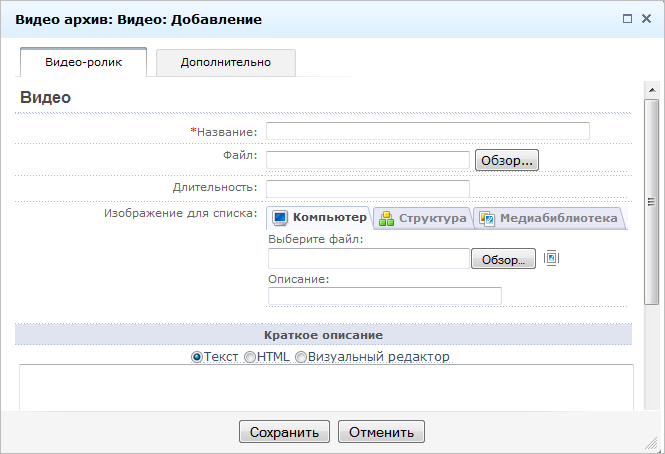 Видео архив: Видео: Добавление
Видео-ролик Дополнительно
Видео
*Название:
Файл: Обзор...
Длительность:
Изображение для списка: Компьютер Структура Медиабиблиотека
Выберите файл:
Обзор...
Описание:
Краткое описание
Текст HTML Визуальный редактор
Сохранить Отменить